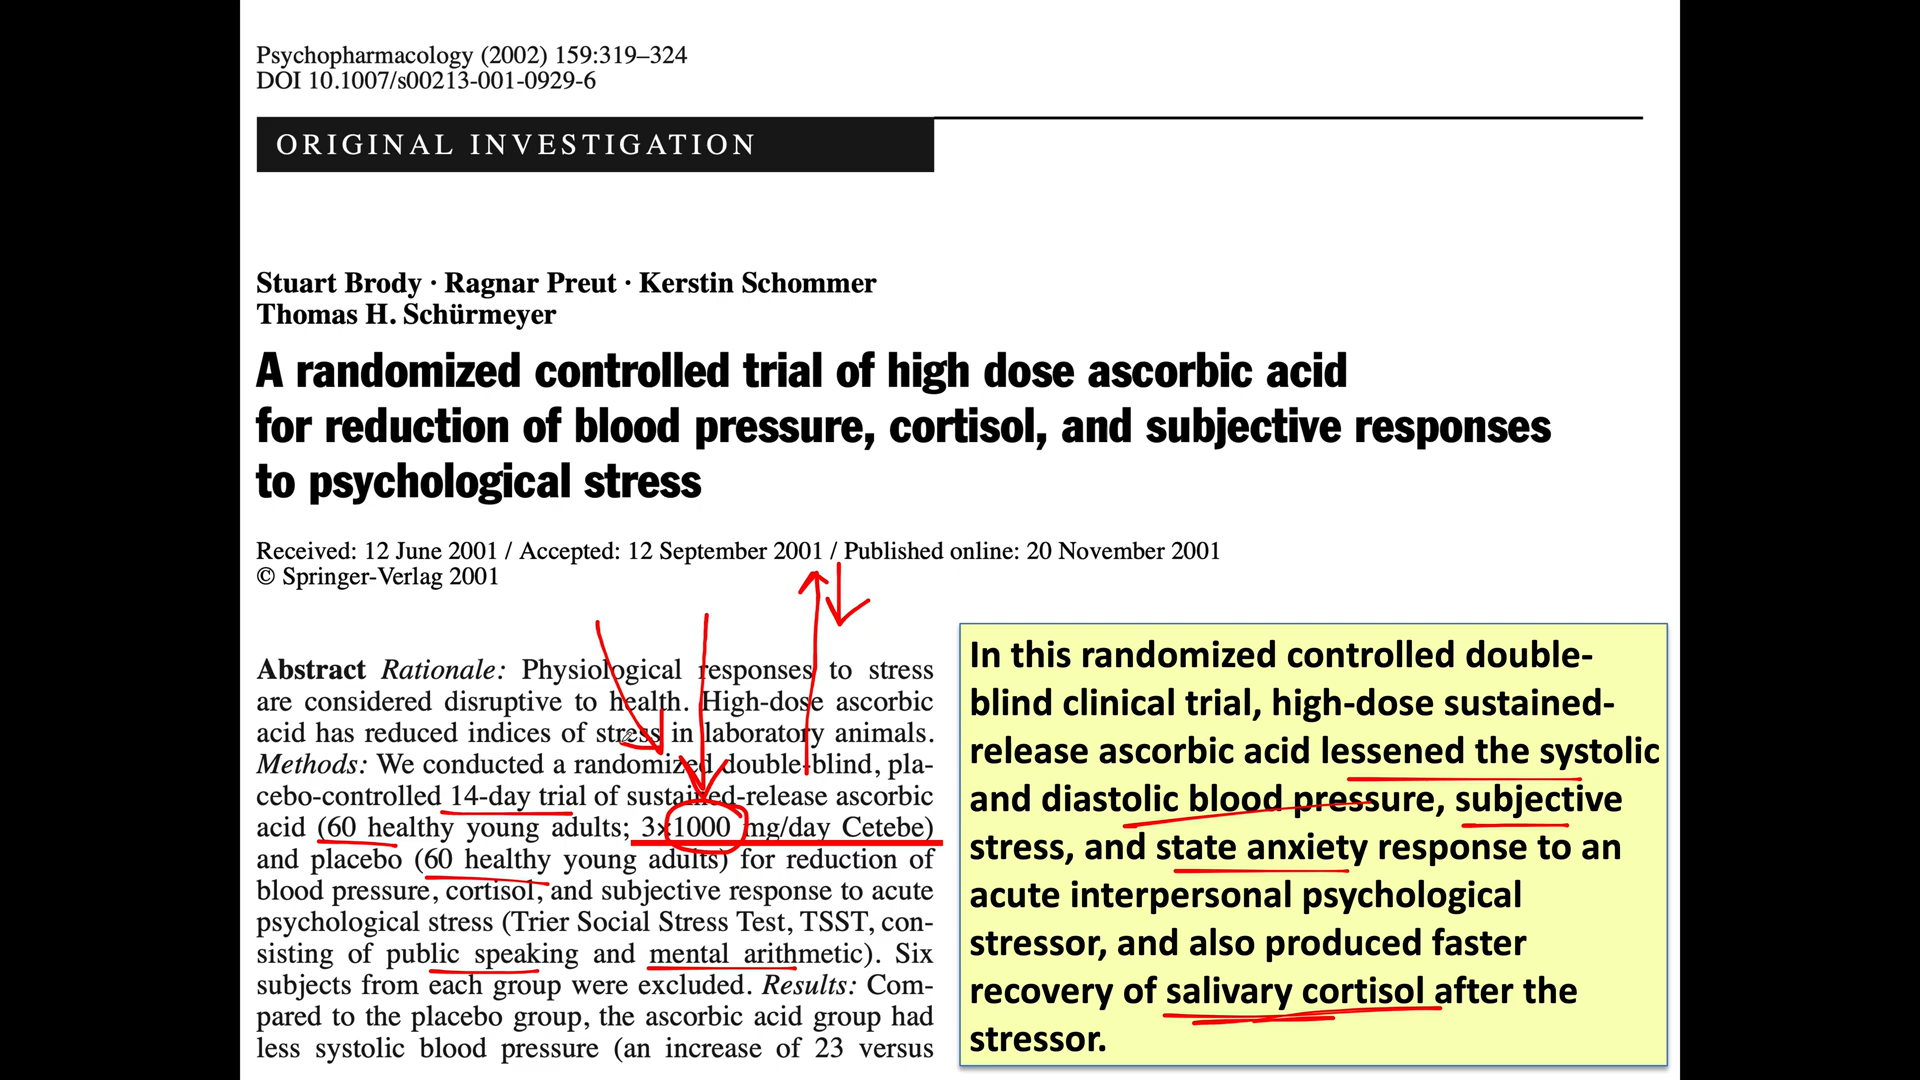 Psychopharmacology (2002) 159:319–324
DOI 10.1007/s00213-001-0929-6
ORIGINAL INVESTIGATION
Stuart Brody · Ragnar Preut · Kerstin Schommer
Thomas H. Schürmeyer
A randomized controlled trial of high dose ascorbic acid
for reduction of blood pressure, cortisol, and subjective responses
to psychological stress
Received: 12 June 2001 / Accepted: 12 September 2001 / Published online: 20 November 2001
© Springer-Verlag 2001
Abstract Rationale: Physiological responses to stress
are considered disruptive to health. High-dose ascorbic
acid has reduced indices of stress in laboratory animals.
Methods: We conducted a randomized double-blind, pla-
cebo-controlled 14-day trial of sustained-release ascorbic
acid (60 healthy young adults; 3×1000 mg/day Cetebe)
and placebo (60 healthy young adults) for reduction of
blood pressure, cortisol, and subjective response to acute
psychological stress (Trier Social Stress Test, TSST, con-
sisting of public speaking and mental arithmetic). Six
subjects from each group were excluded. Results: Com-
pared to the placebo group, the ascorbic acid group had
less systolic blood pressure (an increase of 23 versus
In this randomized controlled double-
blind clinical trial, high-dose sustained-
release ascorbic acid lessened the systolic
and diastolic blood pressure, subjective
stress, and state anxiety response to an
acute interpersonal psychological
stressor, and also produced faster
recovery of salivary cortisol after the
stressor.